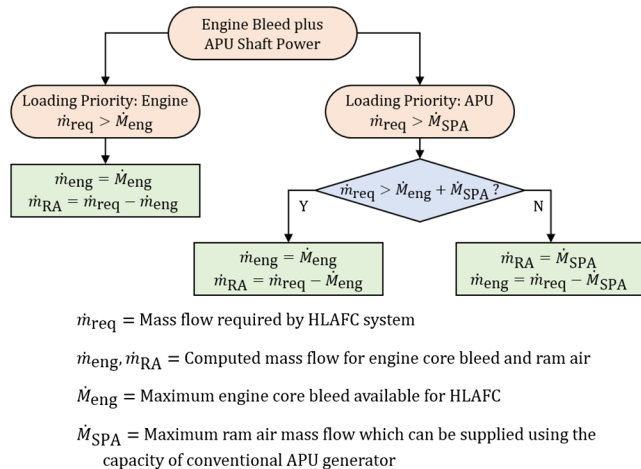 Engine Bleed plus
APU Shaft Power
Loading Priority: Engine
ṁreq > Ṁeng
Loading Priority: APU
ṁreq > ṀSPA
ṁeng = Ṁeng
ṁRA = ṁreq − ṁeng
ṁreq > Ṁeng + ṀSPA ?
Y
N
ṁeng = Ṁeng
ṁRA = ṁreq − Ṁeng
ṁRA = ṀSPA
ṁeng = ṁreq − ṀSPA
ṁreq = Mass flow required by HLAFC system
ṁeng, ṁRA = Computed mass flow for engine core bleed and ram air
Ṁeng = Maximum engine core bleed available for HLAFC
ṀSPA = Maximum ram air mass flow which can be supplied using the
capacity of conventional APU generator